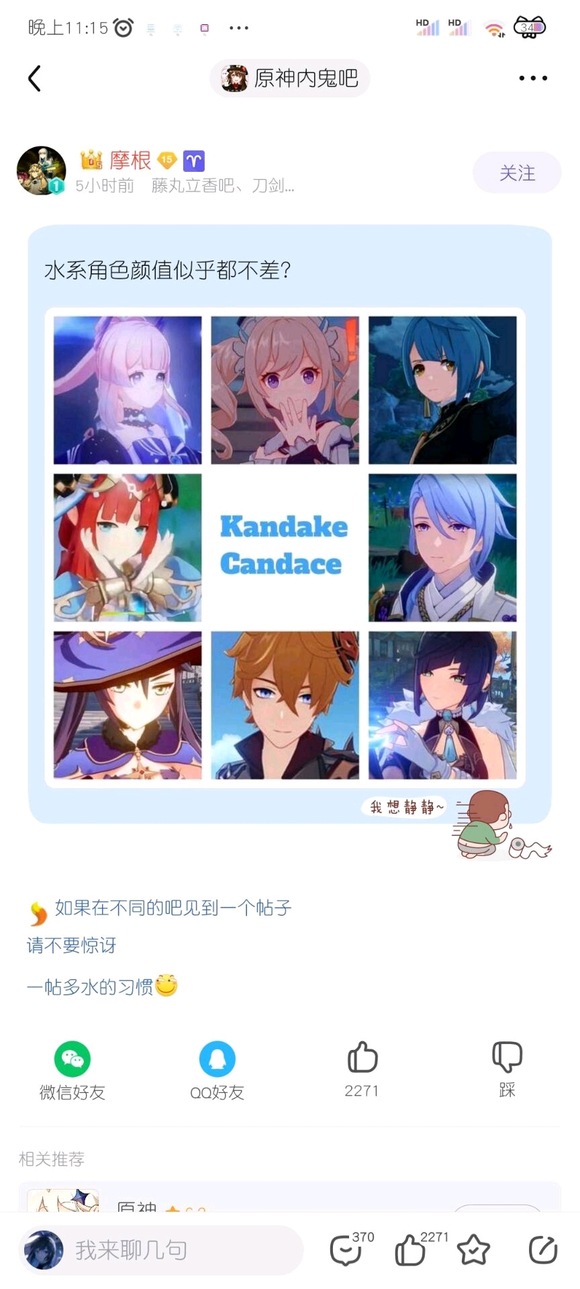 晚上11:15
HD
HD
34
原神内鬼吧
摩根
15
5小时前 藤丸立香吧、刀剑...
关注
水系角色颜值似乎都不差?
Kandake
Candace
我想静静~
如果在不同的吧见到一个帖子
请不要惊讶
一帖多水的习惯
微信好友
QQ好友
2271
踩
相关推荐
原神
我来聊几句
370
2271